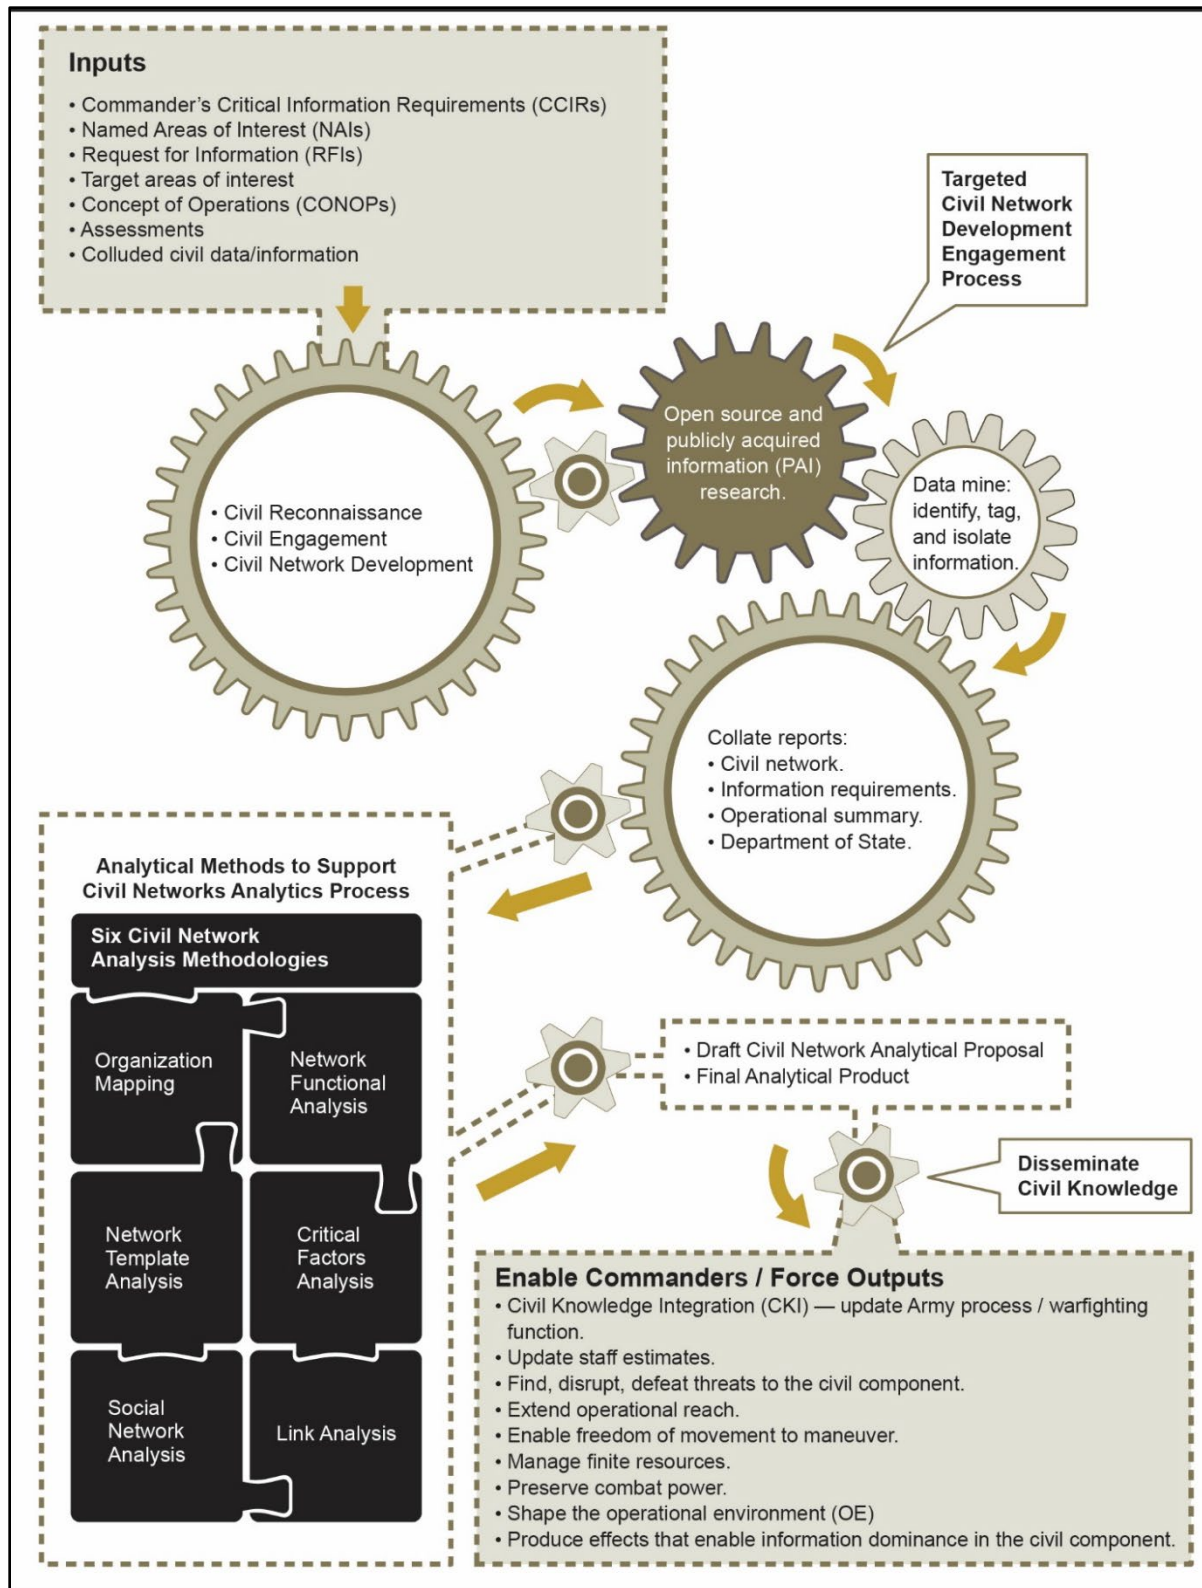 Inputs
• Commander's Critical Information Requirements (CCIRs)
• Named Areas of Interest (NAIs)
• Request for Information (RFIs)
• Target areas of interest
• Concept of Operations (CONOPs)
• Assessments
• Colluded civil data/information
Targeted
Civil Network
Development
Engagement
Process
• Civil Reconnaissance
• Civil Engagement
• Civil Network Development
Open source and
publicly acquired
information (PAI)
research.
Data mine:
identify, tag,
and isolate
information.
Collate reports:
• Civil network.
• Information requirements.
• Operational summary.
• Department of State.
Analytical Methods to Support
Civil Networks Analytics Process
Six Civil Network
Analysis Methodologies
Organization
Mapping
Network
Functional
Analysis
Network
Template
Analysis
Critical
Factors
Analysis
Social
Network
Analysis
Link Analysis
• Draft Civil Network Analytical Proposal
• Final Analytical Product
Disseminate
Civil Knowledge
Enable Commanders / Force Outputs
• Civil Knowledge Integration (CKI) — update Army process / warfighting
function.
• Update staff estimates.
• Find, disrupt, defeat threats to the civil component.
• Extend operational reach.
• Enable freedom of movement to maneuver.
• Manage finite resources.
• Preserve combat power.
• Shape the operational environment (OE)
• Produce effects that enable information dominance in the civil component.